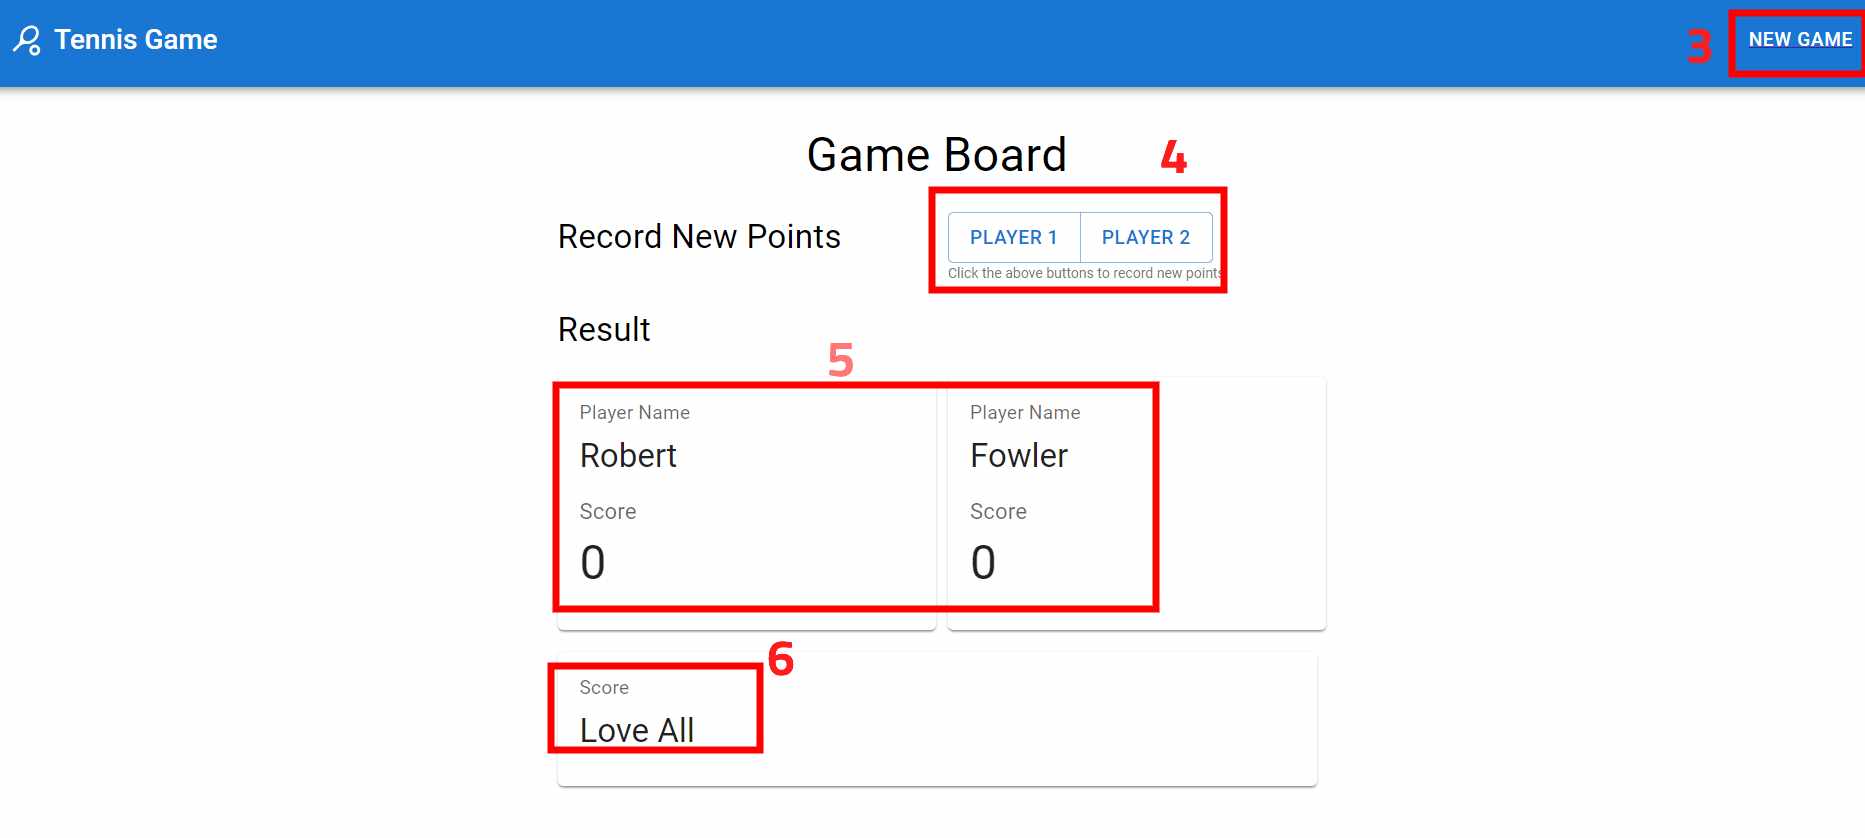 Tennis Game
3
NEW GAME
Game Board
4
Record New Points
PLAYER 1
PLAYER 2
Click the above buttons to record new points
Result
5
Player Name
Robert
Score
0
Player Name
Fowler
Score
0
6
Score
Love All